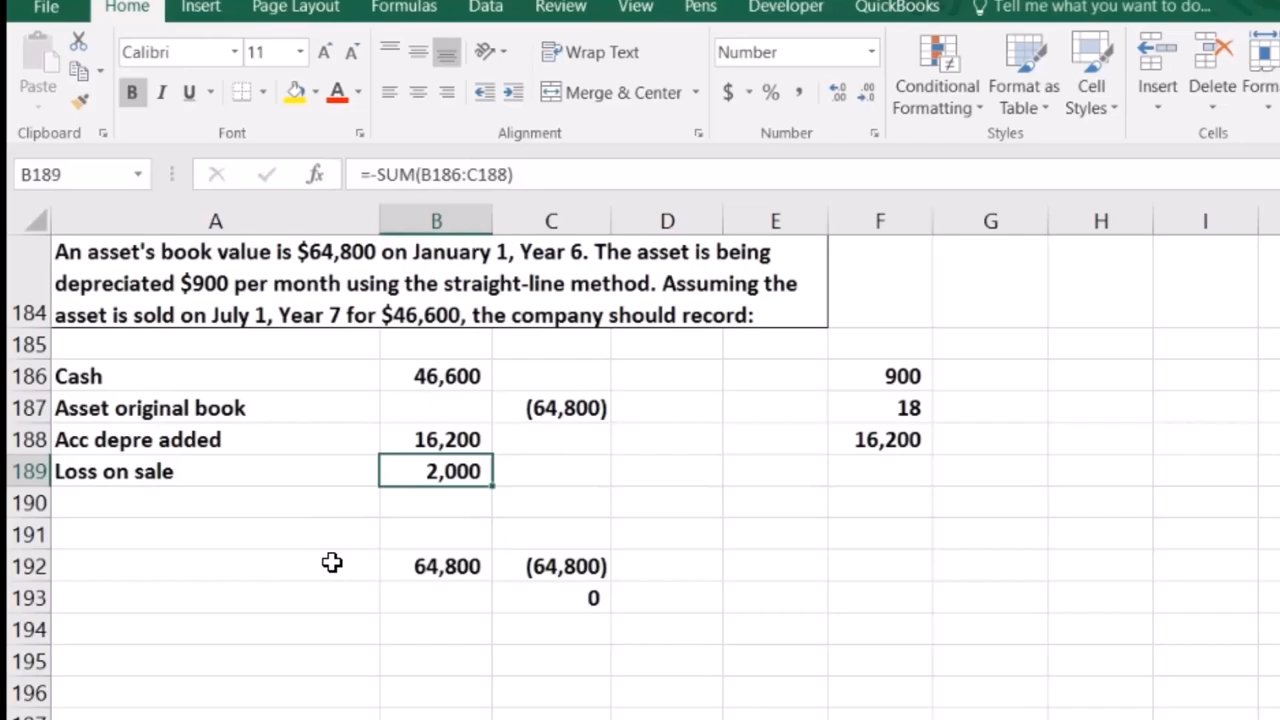 File Home Insert Page Layout Formulas Data Review View Pens Developer QuickBooks Tell me what you want to do...
Calibri 11 A A Wrap Text Number Conditional Format as Cell Insert Delete
Paste B I U A Merge & Center $ % , .0 .00 .00 .0 Formatting Table Styles
Clipboard Font Alignment Number Styles Cells
B189 fx =-SUM(B186:C188)
A B C D E F G H I
An asset's book value is $64,800 on January 1, Year 6. The asset is being
depreciated $900 per month using the straight-line method. Assuming the
184 asset is sold on July 1, Year 7 for $46,600, the company should record:
185
186 Cash 46,600 900
187 Asset original book (64,800) 18
188 Acc depre added 16,200 16,200
189 Loss on sale 2,000
190
191
192 64,800 (64,800)
193 0
194
195
196